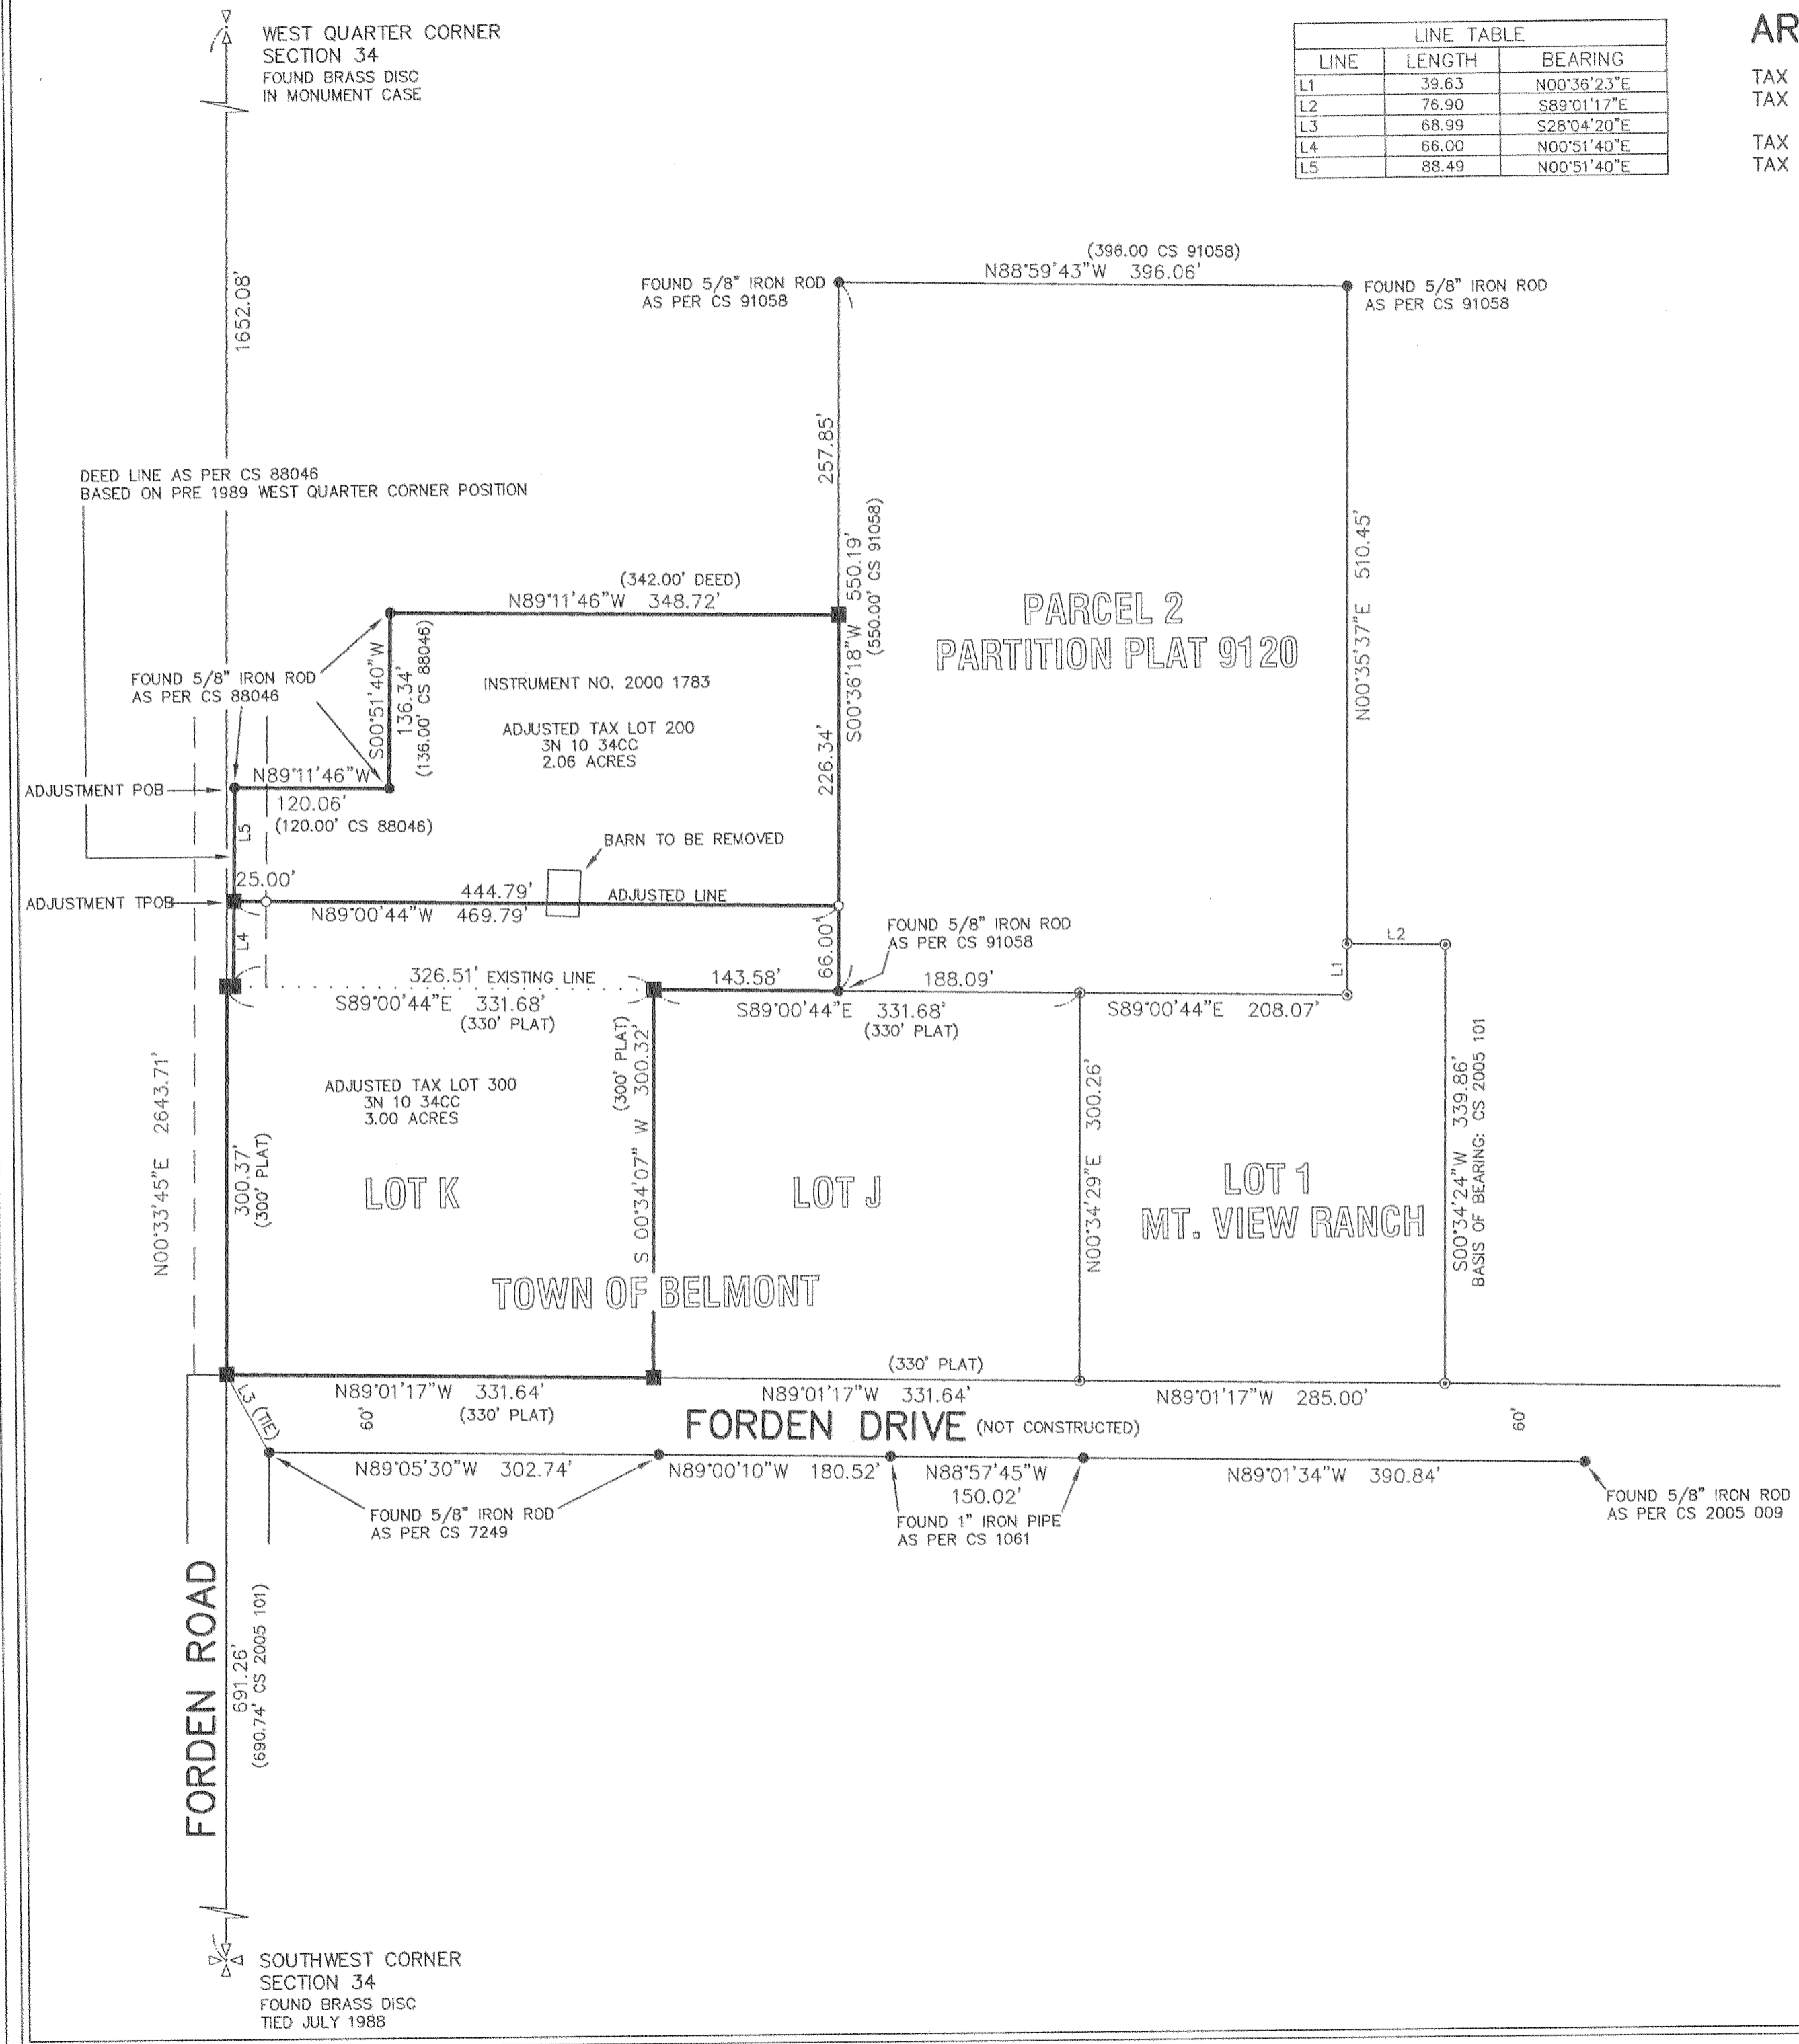 WEST QUARTER CORNER
SECTION 34
FOUND BRASS DISC
IN MONUMENT CASE
LINE TABLE
LINE LENGTH BEARING
L1 39.63 N00°36'23"E
L2 76.90 S89°01'17"E
L3 68.99 S28°04'20"E
L4 66.00 N00°51'40"E
L5 88.49 N00°51'40"E
AR
TAX
TAX
TAX
TAX
1652.08'
(396.00 CS 91058)
N88°59'43"W 396.06'
FOUND 5/8" IRON ROD
AS PER CS 91058
FOUND 5/8" IRON ROD
AS PER CS 91058
257.85'
DEED LINE AS PER CS 88046
BASED ON PRE 1989 WEST QUARTER CORNER POSITION
S00°36'18"W 550.19'
(550.00' CS 91058)
N00°35'37"E 510.45'
(342.00' DEED)
N89°11'46"W 348.72'
PARCEL 2
PARTITION PLAT 9120
FOUND 5/8" IRON ROD
AS PER CS 88046
S00°51'40"W
136.34'
(136.00' CS 88046)
INSTRUMENT NO. 2000 1783
ADJUSTED TAX LOT 200
3N 10 34CC
2.06 ACRES
226.34'
ADJUSTMENT POB
N89°11'46"W
120.06'
(120.00' CS 88046)
L5
BARN TO BE REMOVED
25.00'
444.79'
ADJUSTED LINE
ADJUSTMENT TPOB
N89°00'44"W 469.79'
L4
66.00'
FOUND 5/8" IRON ROD
AS PER CS 91058
L2
L1
326.51' EXISTING LINE
143.58'
188.09'
S89°00'44"E 331.68'
(330' PLAT)
S89°00'44"E 331.68'
(330' PLAT)
S89°00'44"E 208.07'
N00°33'45"E 2643.71'
ADJUSTED TAX LOT 300
3N 10 34CC
3.00 ACRES
300.37'
(300' PLAT)
(300' PLAT)
S 00°34'07" W 300.32'
N00°34'29"E 300.26'
S00°34'24"W 339.86'
BASIS OF BEARING: CS 2005 101
LOT K
LOT J
LOT 1
MT. VIEW RANCH
TOWN OF BELMONT
(330' PLAT)
N89°01'17"W 331.64'
(330' PLAT)
N89°01'17"W 331.64'
N89°01'17"W 285.00'
L3 (TIE)
60'
FORDEN DRIVE (NOT CONSTRUCTED)
60'
N89°05'30"W 302.74'
N89°00'10"W 180.52'
N88°57'45"W
150.02'
N89°01'34"W 390.84'
FOUND 5/8" IRON ROD
AS PER CS 7249
FOUND 1" IRON PIPE
AS PER CS 1061
FOUND 5/8" IRON ROD
AS PER CS 2005 009
FORDEN ROAD
691.26'
(690.74' CS 2005 101)
SOUTHWEST CORNER
SECTION 34
FOUND BRASS DISC
TIED JULY 1988